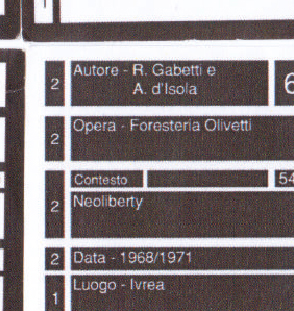 1
2 Autore - R. Gabetti e 6
A. d'Isola
2 Opera - Foresteria Olivetti
Contesto 54
2 Neoliberty
2 Data - 1968/1971
1 Luogo - Ivrea